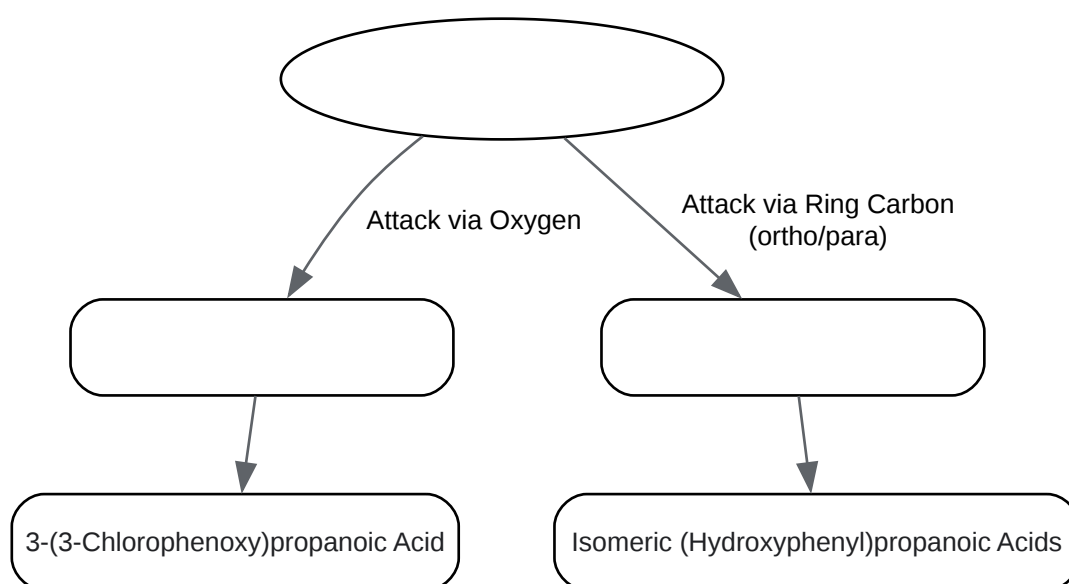 Attack via Oxygen
Attack via Ring Carbon
(ortho/para)
3-(3-Chlorophenoxy)propanoic Acid
Isomeric (Hydroxyphenyl)propanoic Acids